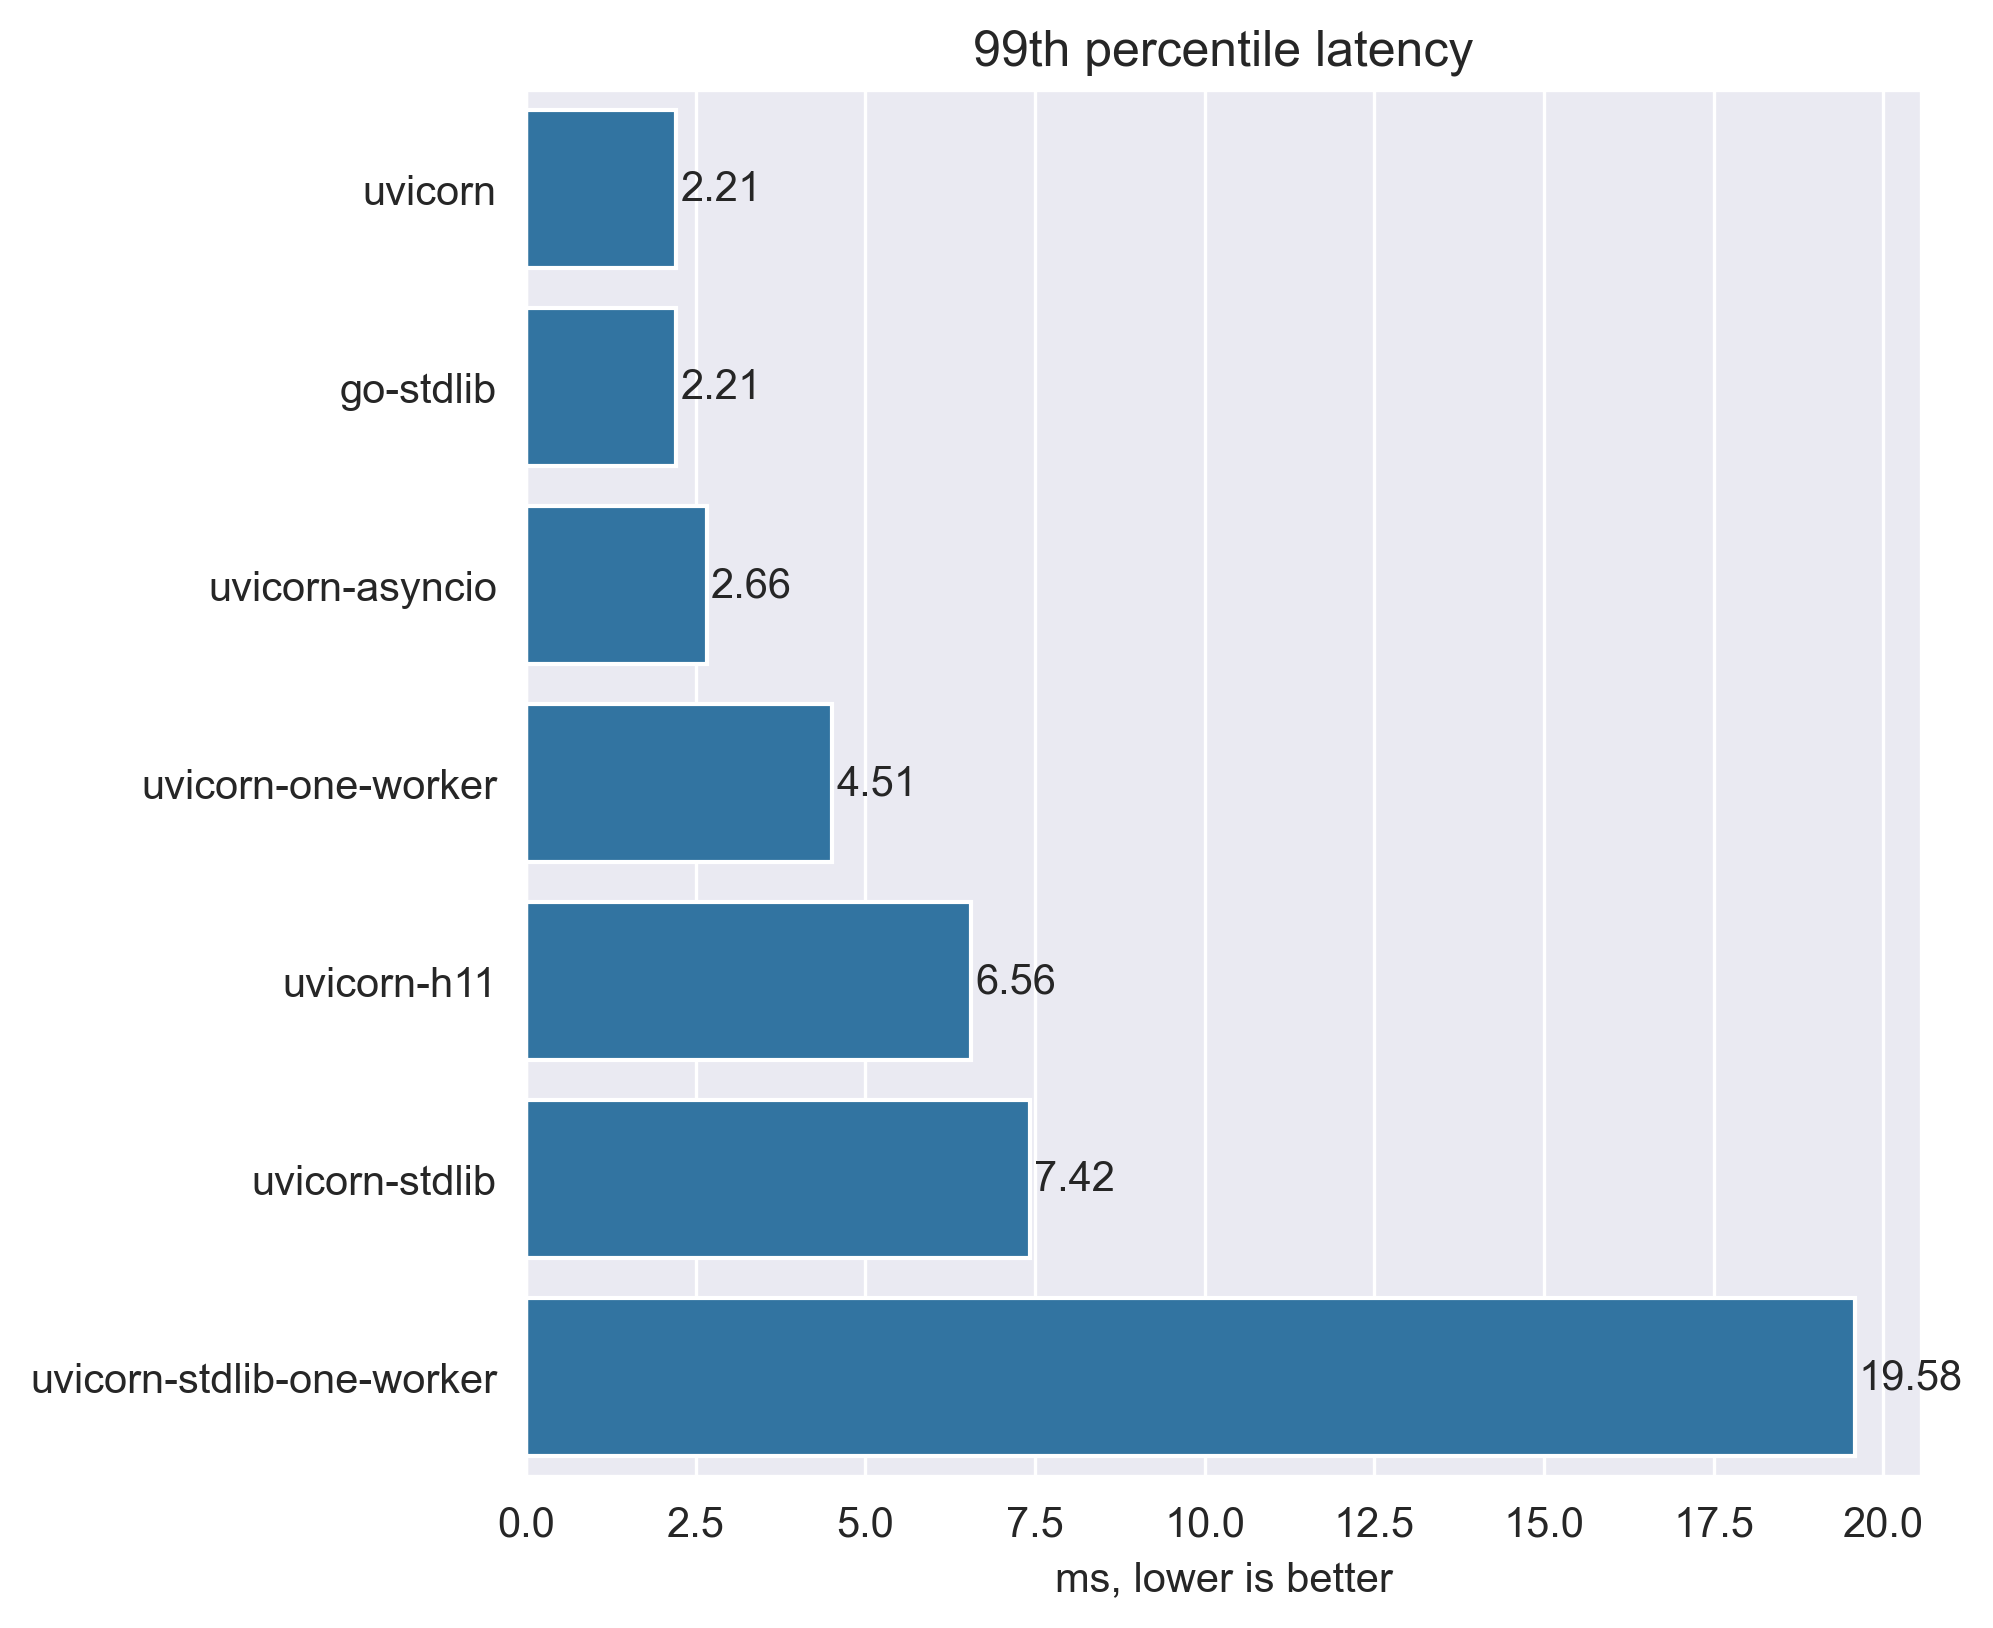 99th percentile latency
uvicorn 2.21
go-stdlib 2.21
uvicorn-asyncio 2.66
uvicorn-one-worker 4.51
uvicorn-h11 6.56
uvicorn-stdlib 7.42
uvicorn-stdlib-one-worker 19.58
0.0 2.5 5.0 7.5 10.0 12.5 15.0 17.5 20.0
ms, lower is better